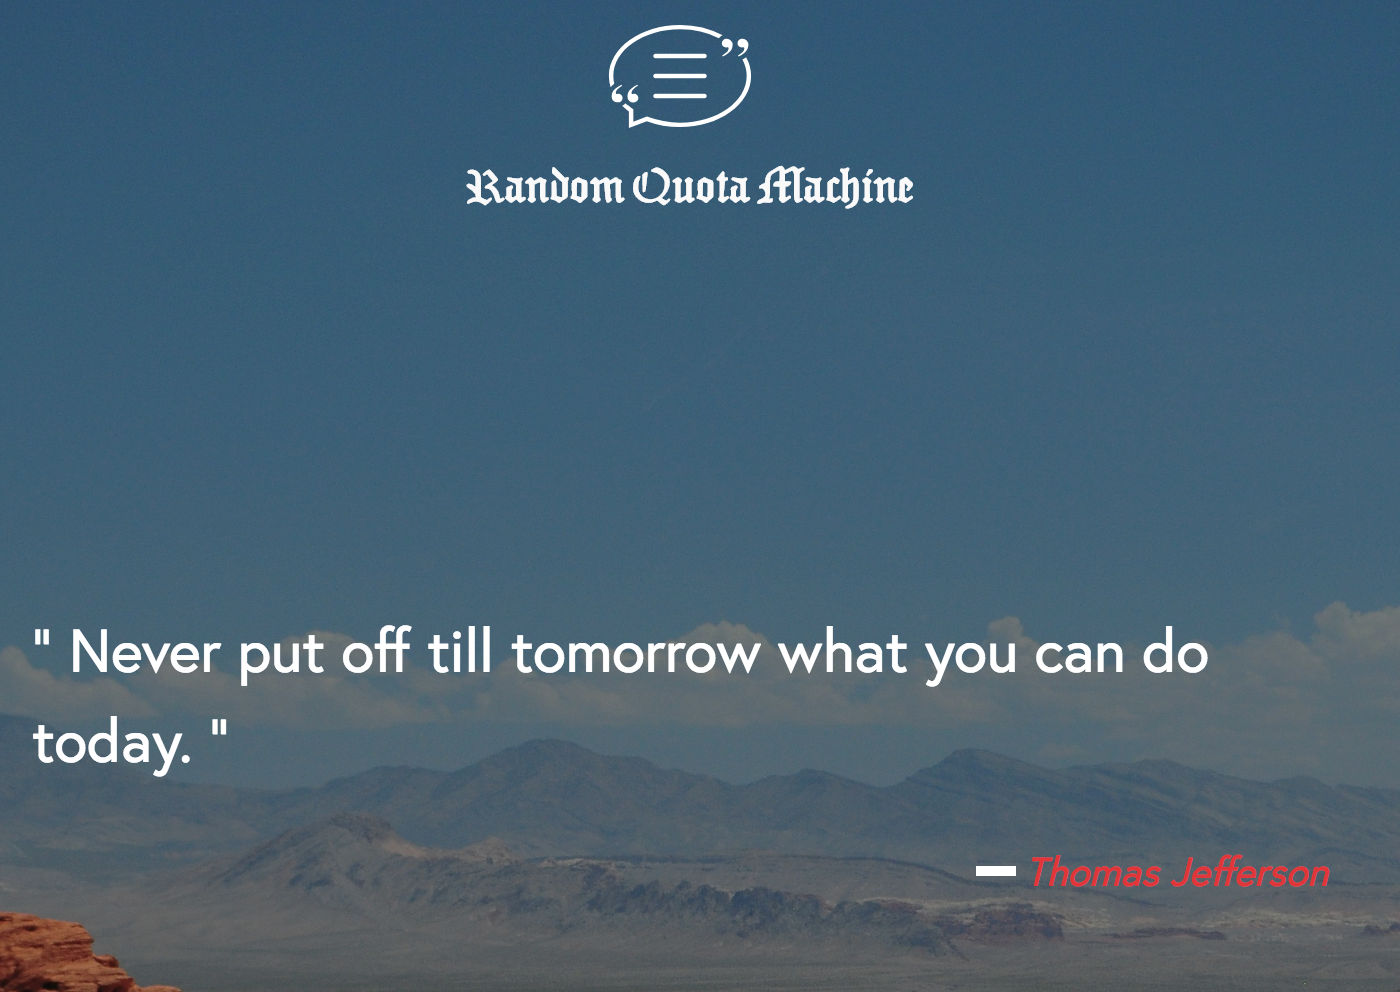 Random Quota Machine
" Never put off till tomorrow what you can do
today. "
Thomas Jefferson